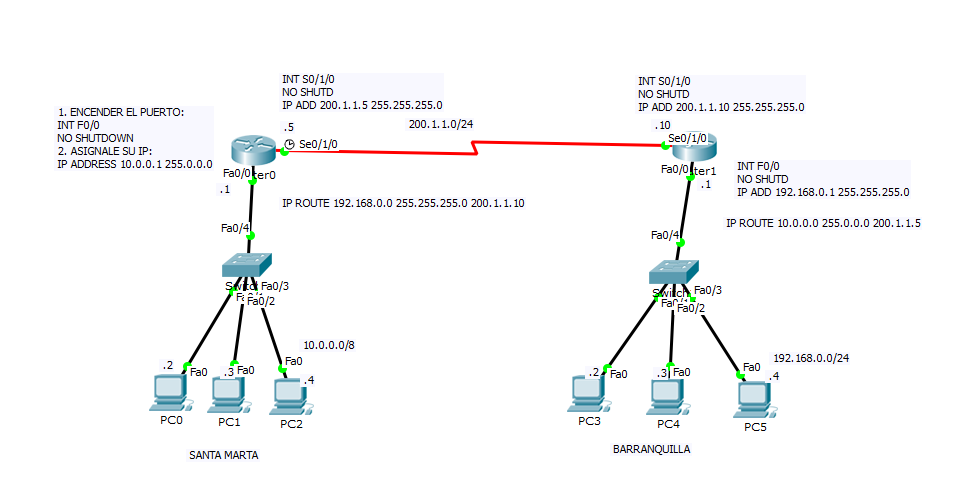 INT S0/1/0
NO SHUTD
IP ADD 200.1.1.5 255.255.255.0
INT S0/1/0
NO SHUTD
IP ADD 200.1.1.10 255.255.255.0
1. ENCENDER EL PUERTO:
INT F0/0
NO SHUTDOWN
2. ASIGNALE SU IP:
IP ADDRESS 10.0.0.1 255.0.0.0
.5
200.1.1.0/24
.10
Se0/1/0
Se0/1/0
Fa0/0
.1
Fa0/0
.1
INT F0/0
NO SHUTD
IP ADD 192.168.0.1 255.255.255.0
IP ROUTE 192.168.0.0 255.255.255.0 200.1.1.10
IP ROUTE 10.0.0.0 255.0.0.0 200.1.1.5
Fa0/4
Fa0/4
Fa0/3
Fa0/2
Fa0/3
Fa0/2
10.0.0.0/8
192.168.0.0/24
.2
Fa0
.3
Fa0
Fa0
.4
.2
Fa0
.3
Fa0
Fa0
.4
PC0
PC1
PC2
PC3
PC4
PC5
SANTA MARTA
BARRANQUILLA